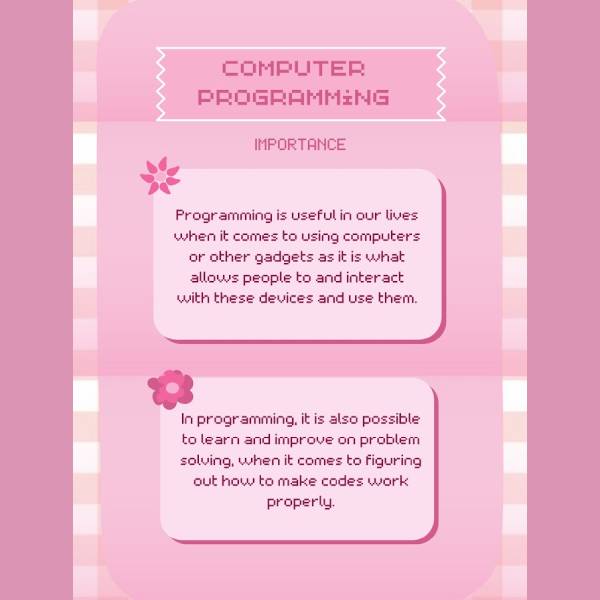 COMPUTER
PROGRAMMiNG
IMPORTANCE
Programming is useful in our lives
when it comes to using computers
or other gadgets as it is what
allows people to and interact
with these devices and use them.
In programming, it is also possible
to learn and improve on problem
solving, when it comes to figuring
out how to make codes work
properly.